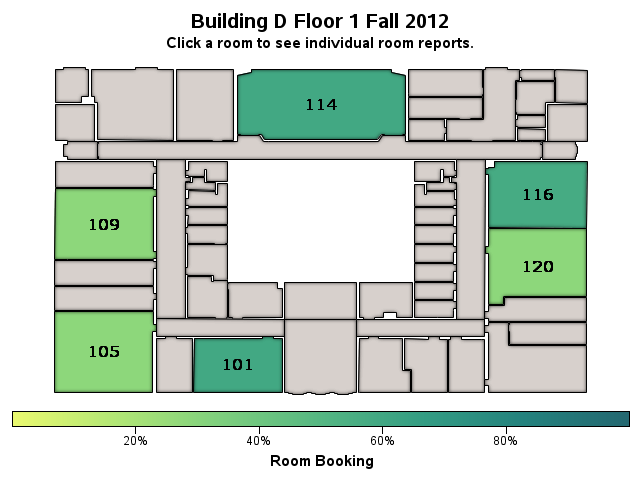 Building D Floor 1 Fall 2012
Click a room to see individual room reports.
114
116
109
120
105
101
20% 40% 60% 80%
Room Booking